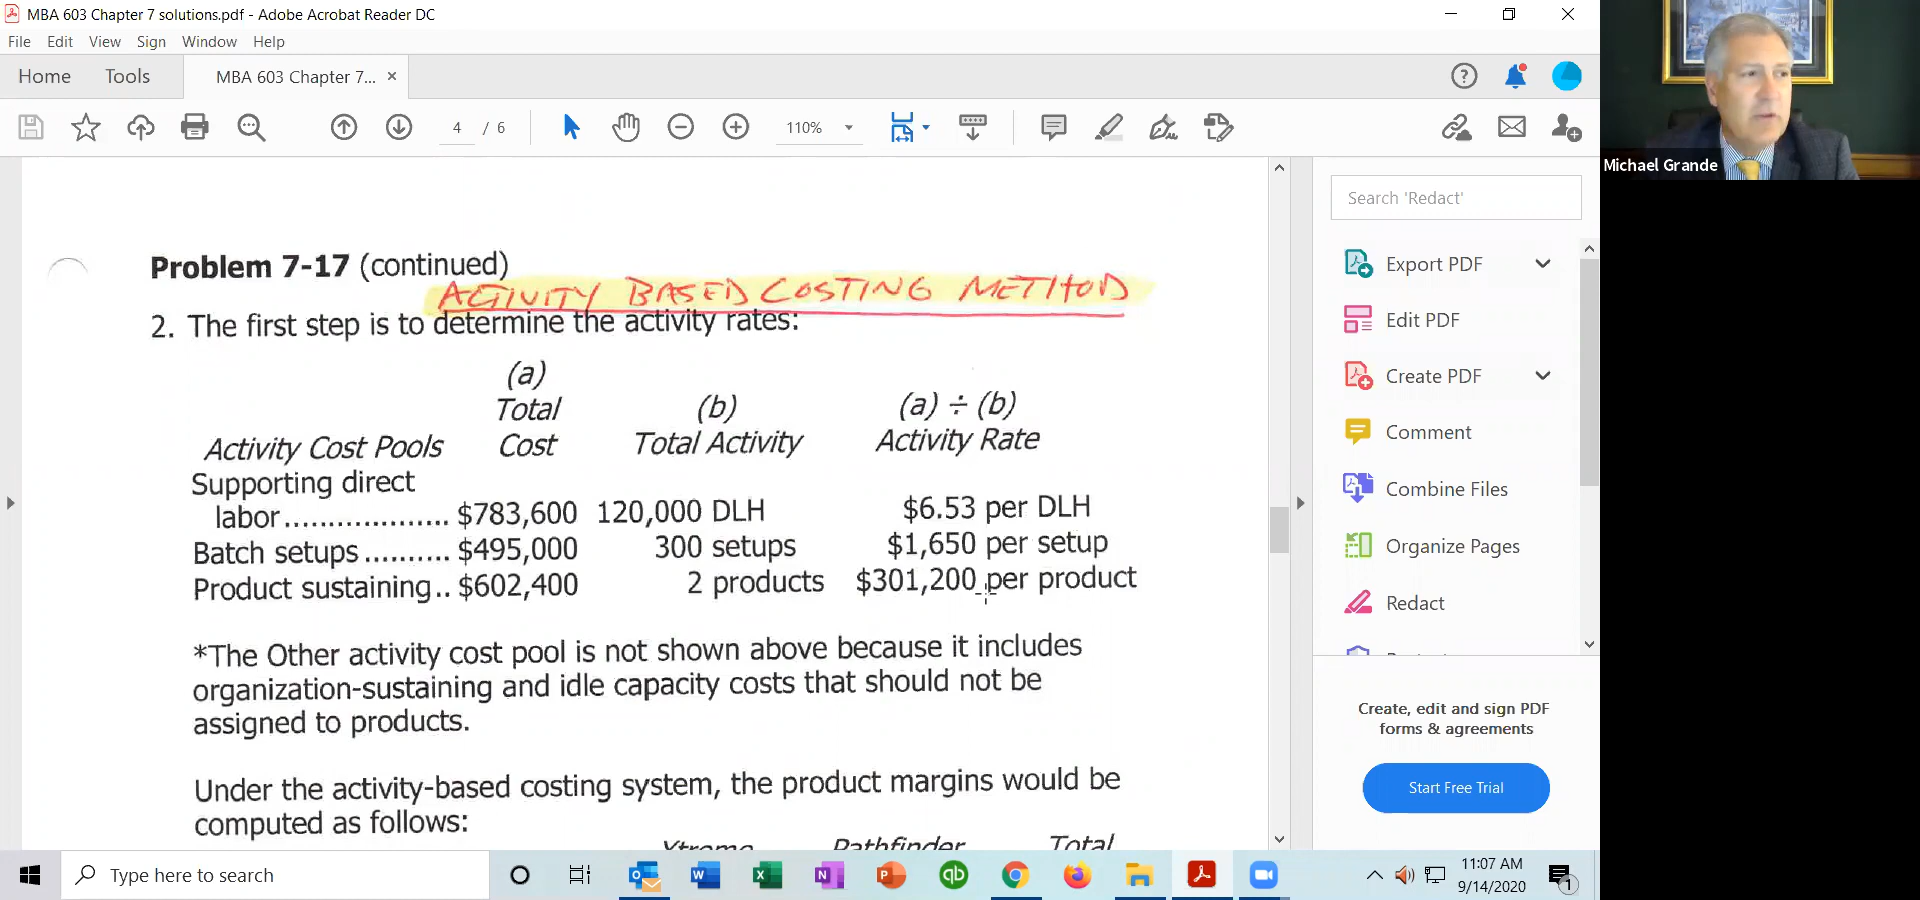 MBA 603 Chapter 7 solutions.pdf - Adobe Acrobat Reader DC
File Edit View Sign Window Help
Home Tools MBA 603 Chapter 7... ×
4 / 6 110%
Problem 7-17 (continued)
ACTIVITY BASED COSTING METHOD
2. The first step is to determine the activity rates:
(a)
Total (b) (a) ÷ (b)
Activity Cost Pools Cost Total Activity Activity Rate
Supporting direct
labor.................. $783,600 120,000 DLH $6.53 per DLH
Batch setups .......... $495,000 300 setups $1,650 per setup
Product sustaining.. $602,400 2 products $301,200 per product
*The Other activity cost pool is not shown above because it includes
organization-sustaining and idle capacity costs that should not be
assigned to products.
Under the activity-based costing system, the product margins would be
computed as follows:
Xtreme Pathfinder Total
Search 'Redact'
Export PDF
Edit PDF
Create PDF
Comment
Combine Files
Organize Pages
Redact
Create, edit and sign PDF
forms & agreements
Start Free Trial
Michael Grande
Type here to search
11:07 AM
9/14/2020
1